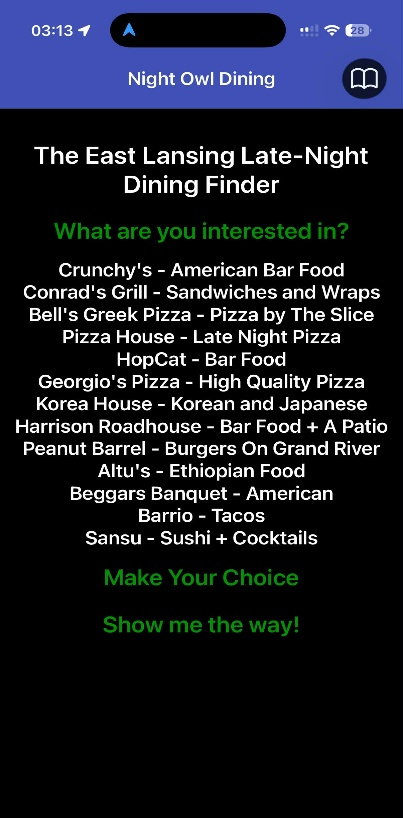 03:13
28
Night Owl Dining
The East Lansing Late-Night
Dining Finder
What are you interested in?
Crunchy's - American Bar Food
Conrad's Grill - Sandwiches and Wraps
Bell's Greek Pizza - Pizza by The Slice
Pizza House - Late Night Pizza
HopCat - Bar Food
Georgio's Pizza - High Quality Pizza
Korea House - Korean and Japanese
Harrison Roadhouse - Bar Food + A Patio
Peanut Barrel - Burgers On Grand River
Altu's - Ethiopian Food
Beggars Banquet - American
Barrio - Tacos
Sansu - Sushi + Cocktails
Make Your Choice
Show me the way!